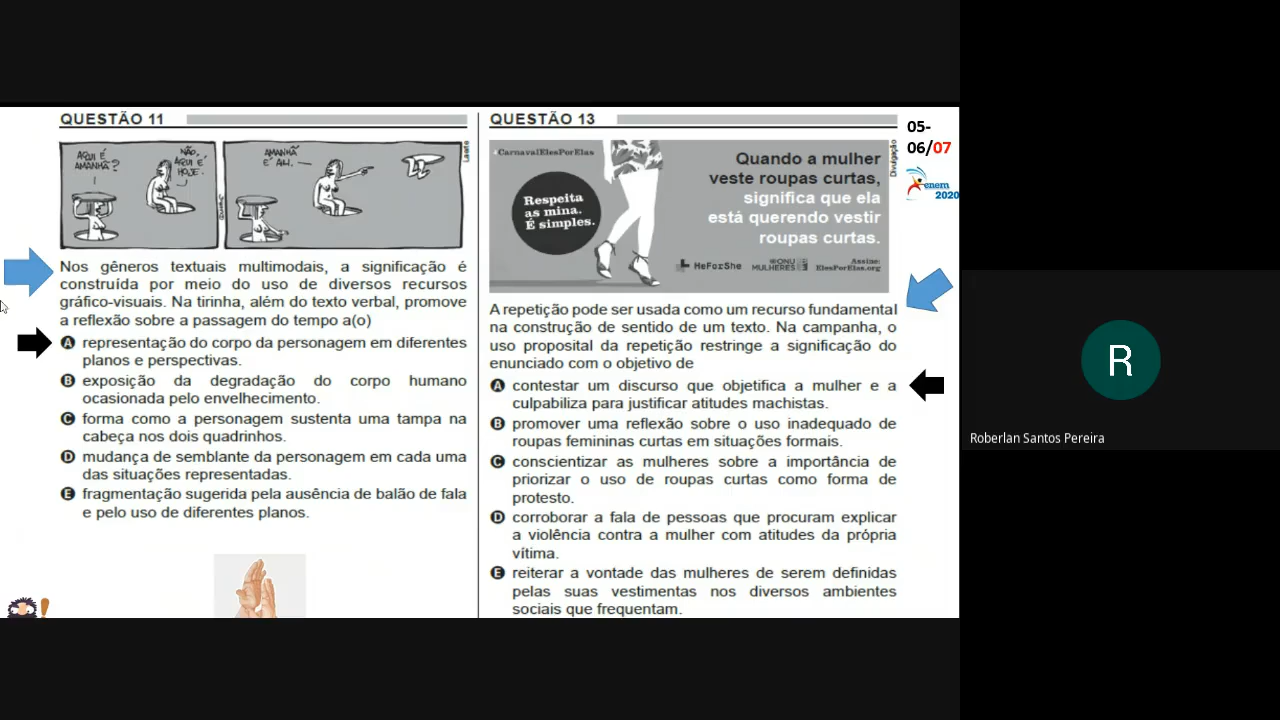 QUESTÃO 11
AQUI É
AMANHÃ?
NÃO,
AQUI É
HOJE.
AMANHÃ
É ALI.
Laerte
Nos gêneros textuais multimodais, a significação é
construída por meio do uso de diversos recursos
gráfico-visuais. Na tirinha, além do texto verbal, promove
a reflexão sobre a passagem do tempo a(o)
A representação do corpo da personagem em diferentes
planos e perspectivas.
B exposição da degradação do corpo humano
ocasionada pelo envelhecimento.
C forma como a personagem sustenta uma tampa na
cabeça nos dois quadrinhos.
D mudança de semblante da personagem em cada uma
das situações representadas.
E fragmentação sugerida pela ausência de balão de fala
e pelo uso de diferentes planos.
QUESTÃO 13
#CarnavalElesPorElas
Respeita
as mina.
É simples.
Quando a mulher
veste roupas curtas,
significa que ela
está querendo vestir
roupas curtas.
HeForShe
ONU
MULHERES
Assine:
ElesPorElas.org
Divulgação
A repetição pode ser usada como um recurso fundamental
na construção de sentido de um texto. Na campanha, o
uso proposital da repetição restringe a significação do
enunciado com o objetivo de
A contestar um discurso que objetifica a mulher e a
culpabiliza para justificar atitudes machistas.
B promover uma reflexão sobre o uso inadequado de
roupas femininas curtas em situações formais.
C conscientizar as mulheres sobre a importância de
priorizar o uso de roupas curtas como forma de
protesto.
D corroborar a fala de pessoas que procuram explicar
a violência contra a mulher com atitudes da própria
vítima.
E reiterar a vontade das mulheres de serem definidas
pelas suas vestimentas nos diversos ambientes
sociais que frequentam.
05-
06/07
enem
2020
R
Roberlan Santos Pereira